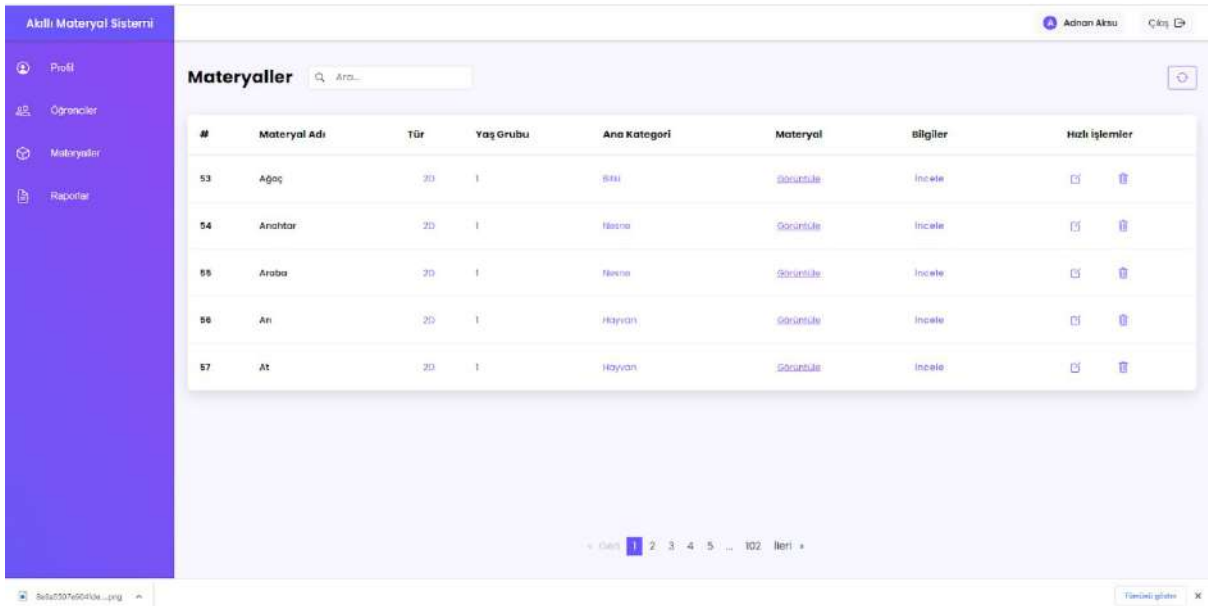 Akıllı Materyal Sistemi
A Adnan Aksu Çıkış
Profil
Öğrenciler
Materyaller
Raporlar
Materyaller Ara...
# Materyal Adı Tür Yaş Grubu Ana Kategori Materyal Bilgiler Hızlı işlemler
53 Ağaç 2D 1 Bitki Görüntüle İncele
54 Anahtar 2D 1 Nesne Görüntüle İncele
55 Araba 2D 1 Nesne Görüntüle İncele
56 Arı 2D 1 Hayvan Görüntüle İncele
57 At 2D 1 Hayvan Görüntüle İncele
« Geri 1 2 3 4 5 ... 102 İleri »
Tümünü göster